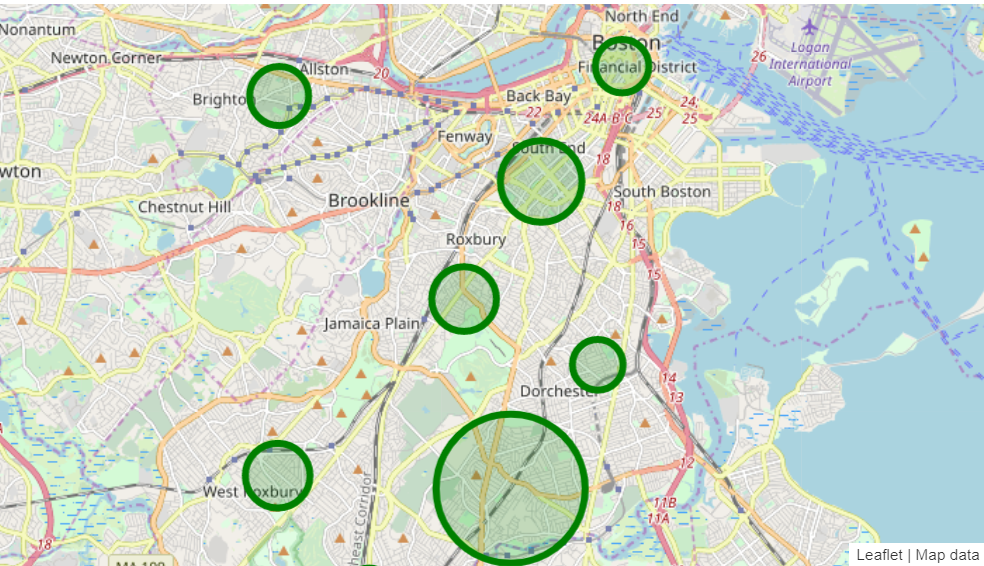 North End
Nonantum
Boston
Logan
International
Airport
Newton Corner
26
Financial District
Allston
20
Brighton
Back Bay
24;
25
22
25
24A-B-C
Fenway
South End
18
wton
South Boston
Brookline
Chestnut Hill
18
16
Roxbury
15
15
Jamaica Plain
14
Dorchester
13
12
West Roxbury
heast Corridor
11B
11A
18
MA 109
Leaflet | Map data